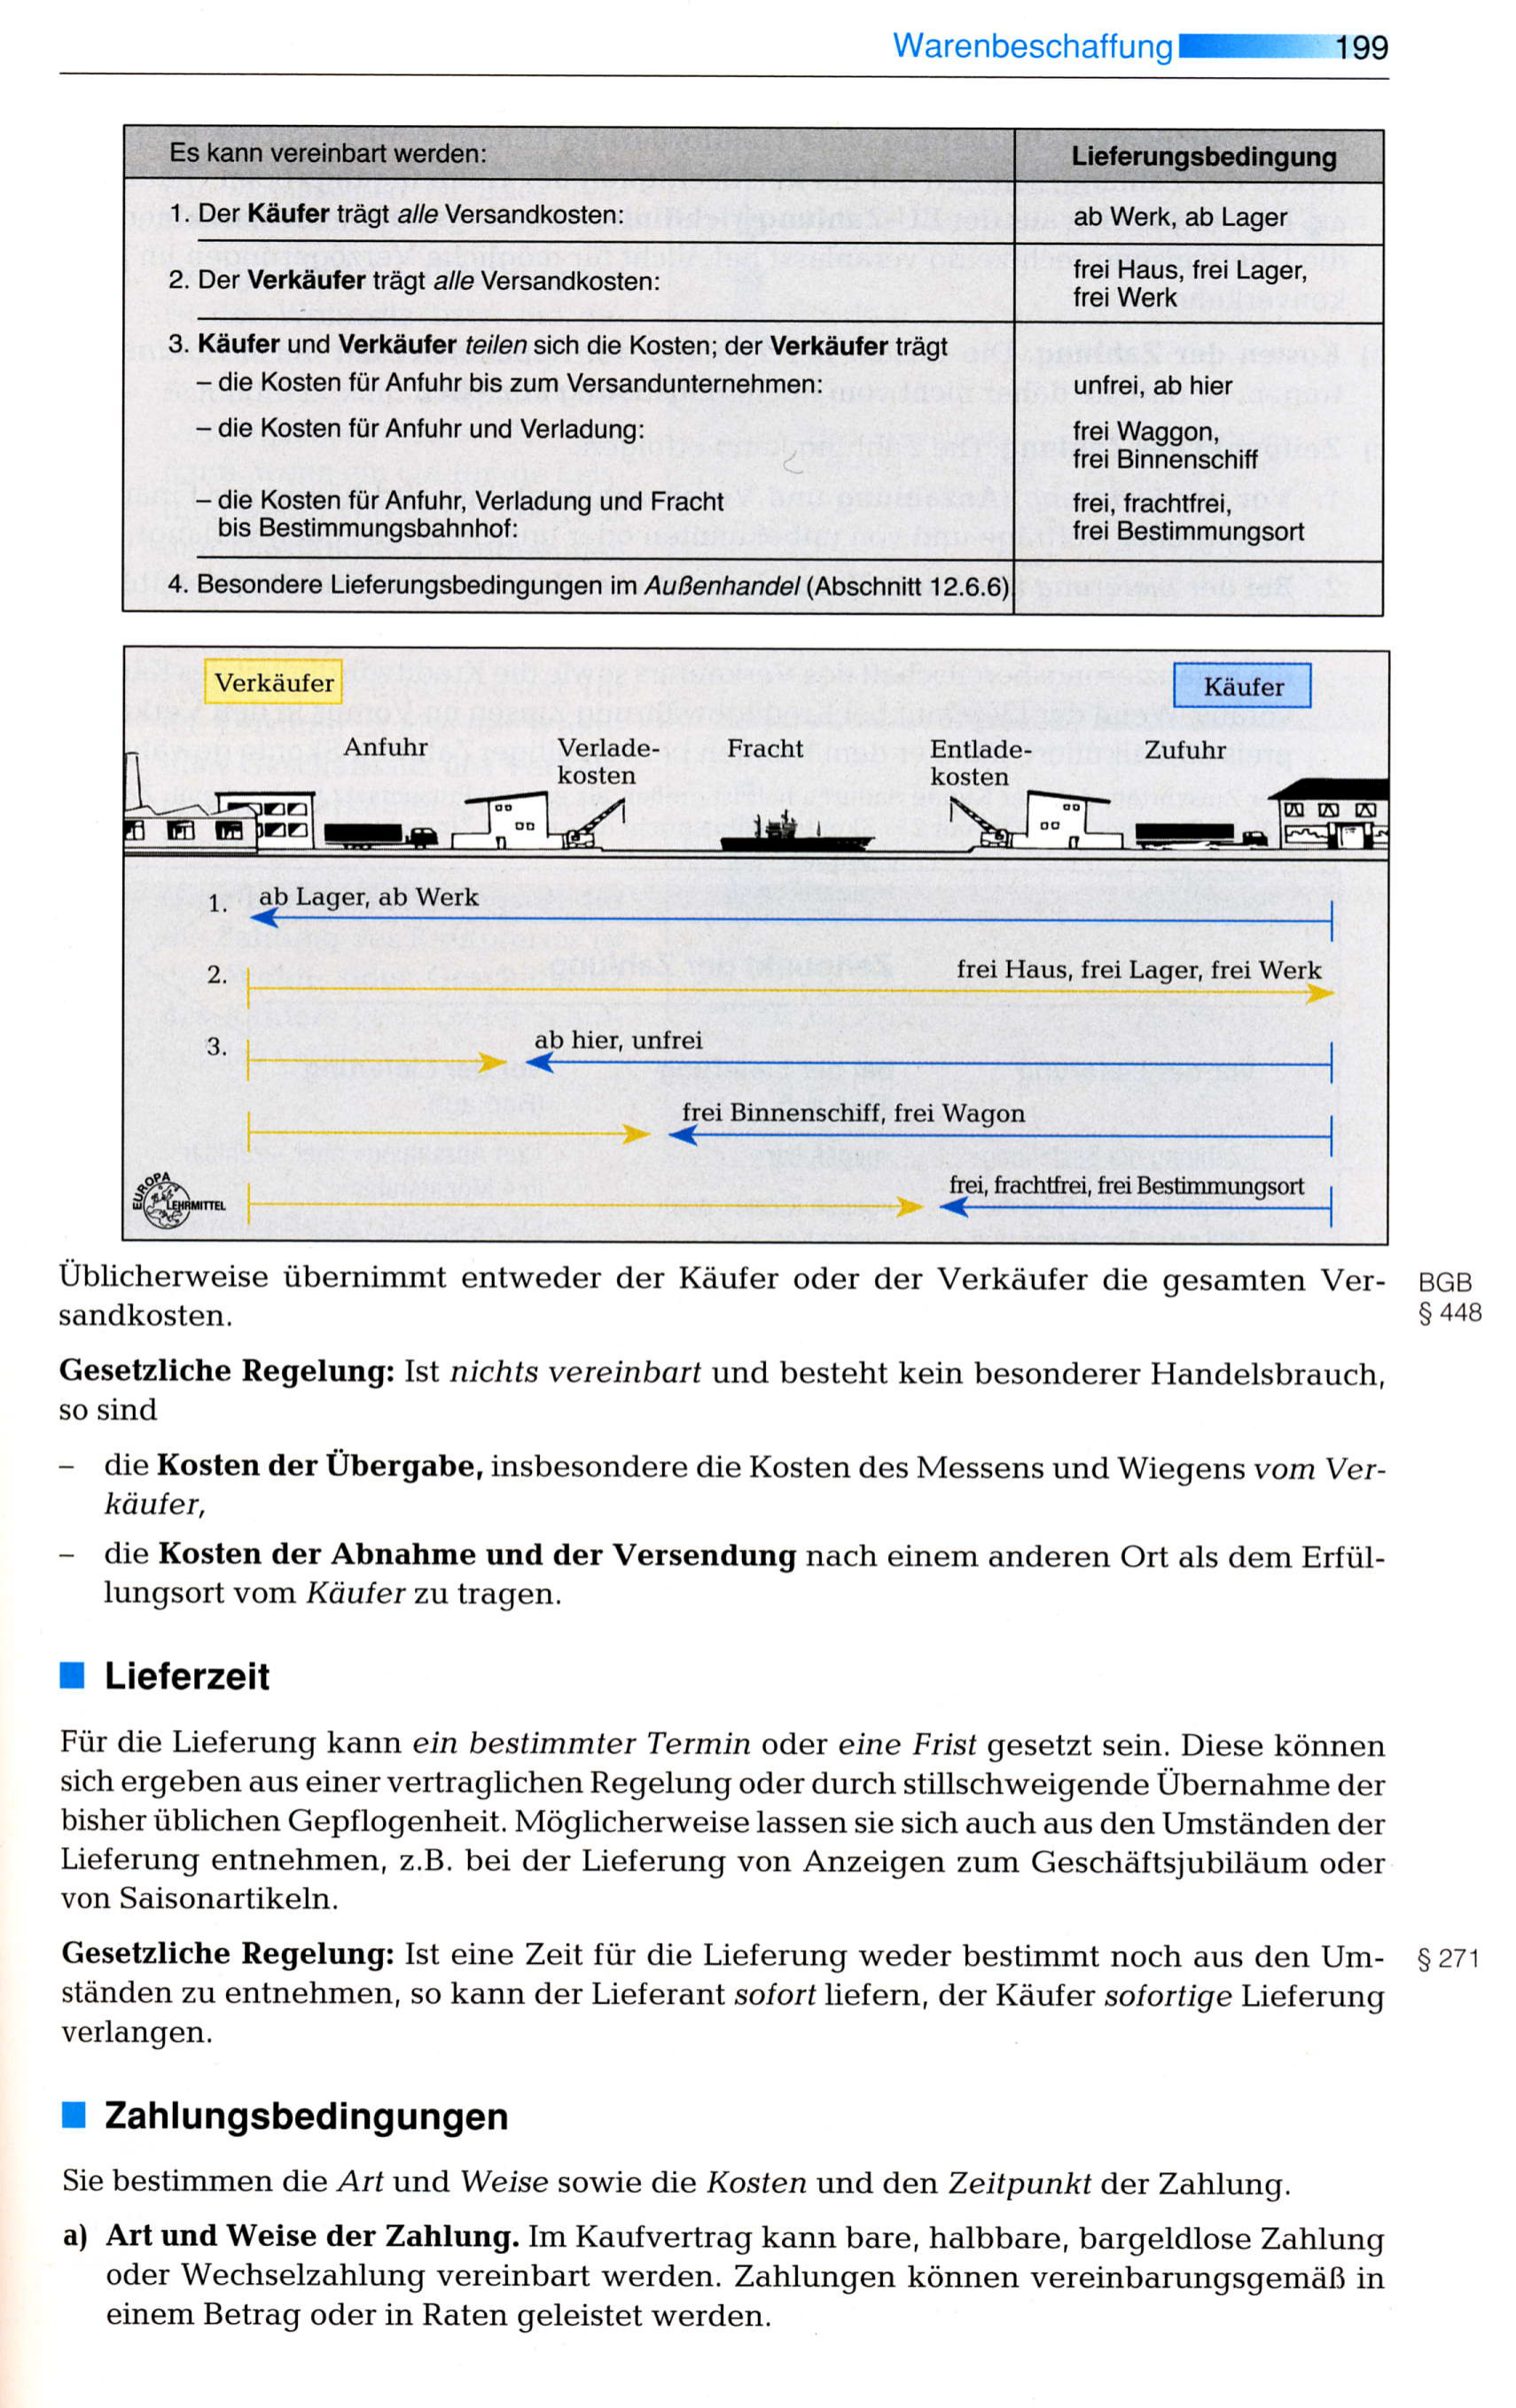 Warenbeschaffung 199
Es kann vereinbart werden: Lieferungsbedingung
1. Der Käufer trägt alle Versandkosten: ab Werk, ab Lager
2. Der Verkäufer trägt alle Versandkosten: frei Haus, frei Lager,
frei Werk
3. Käufer und Verkäufer teilen sich die Kosten; der Verkäufer trägt
– die Kosten für Anfuhr bis zum Versandunternehmen: unfrei, ab hier
– die Kosten für Anfuhr und Verladung: frei Waggon,
frei Binnenschiff
– die Kosten für Anfuhr, Verladung und Fracht frei, frachtfrei,
bis Bestimmungsbahnhof: frei Bestimmungsort
4. Besondere Lieferungsbedingungen im Außenhandel (Abschnitt 12.6.6)
Verkäufer Käufer
Anfuhr Verlade- Fracht Entlade- Zufuhr
kosten kosten
1. ab Lager, ab Werk
2. frei Haus, frei Lager, frei Werk
3. ab hier, unfrei
frei Binnenschiff, frei Wagon
frei, frachtfrei, frei Bestimmungsort
EUROPA
LEHRMITTEL
Üblicherweise übernimmt entweder der Käufer oder der Verkäufer die gesamten Ver- BGB
sandkosten. § 448
Gesetzliche Regelung: Ist nichts vereinbart und besteht kein besonderer Handelsbrauch,
so sind
– die Kosten der Übergabe, insbesondere die Kosten des Messens und Wiegens vom Ver-
käufer,
– die Kosten der Abnahme und der Versendung nach einem anderen Ort als dem Erfül-
lungsort vom Käufer zu tragen.
Lieferzeit
Für die Lieferung kann ein bestimmter Termin oder eine Frist gesetzt sein. Diese können
sich ergeben aus einer vertraglichen Regelung oder durch stillschweigende Übernahme der
bisher üblichen Gepflogenheit. Möglicherweise lassen sie sich auch aus den Umständen der
Lieferung entnehmen, z.B. bei der Lieferung von Anzeigen zum Geschäftsjubiläum oder
von Saisonartikeln.
Gesetzliche Regelung: Ist eine Zeit für die Lieferung weder bestimmt noch aus den Um- § 271
ständen zu entnehmen, so kann der Lieferant sofort liefern, der Käufer sofortige Lieferung
verlangen.
Zahlungsbedingungen
Sie bestimmen die Art und Weise sowie die Kosten und den Zeitpunkt der Zahlung.
a) Art und Weise der Zahlung. Im Kaufvertrag kann bare, halbbare, bargeldlose Zahlung
oder Wechselzahlung vereinbart werden. Zahlungen können vereinbarungsgemäß in
einem Betrag oder in Raten geleistet werden.